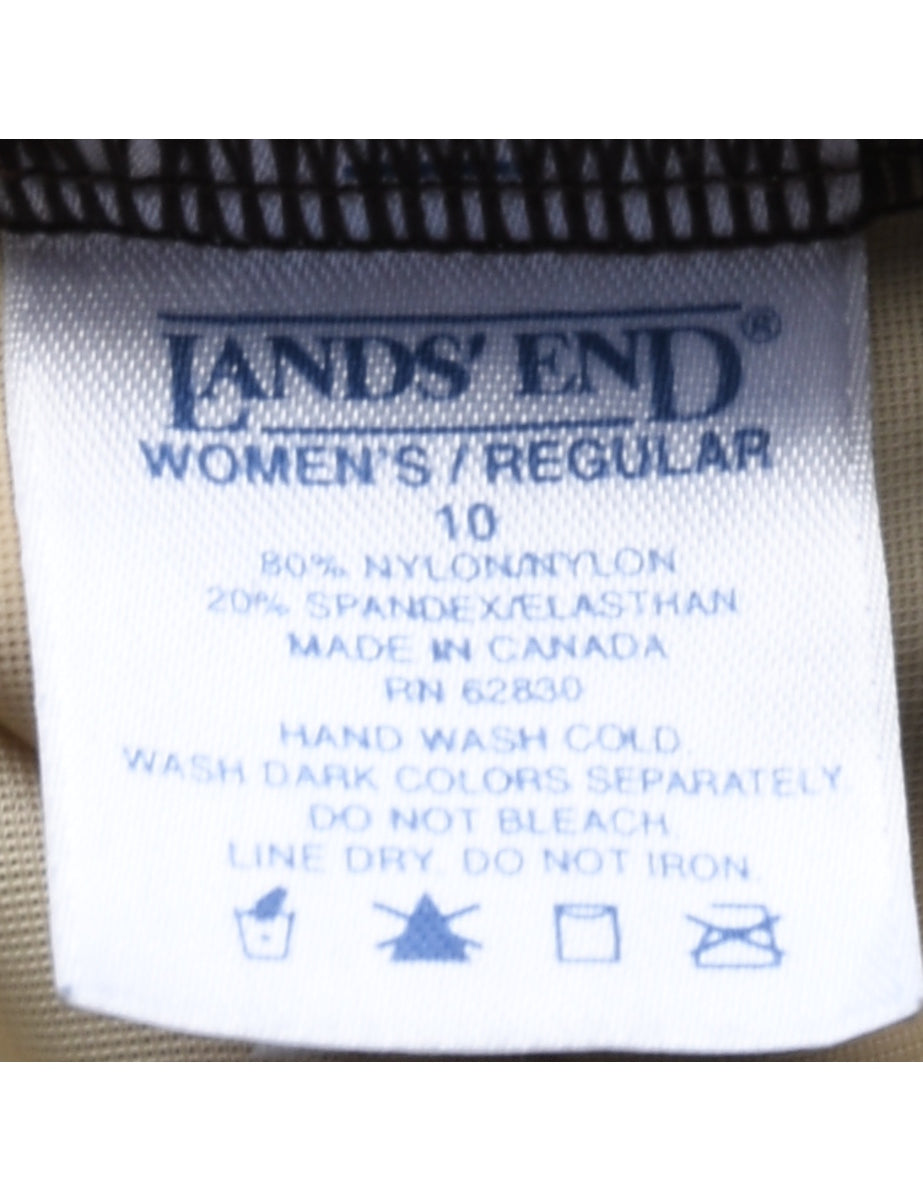 LANDS' END®
WOMEN'S / REGULAR
10
80% NYLON/NYLON
20% SPANDEX/ELASTHAN
MADE IN CANADA
RN 62830
HAND WASH COLD.
WASH DARK COLORS SEPARATELY.
DO NOT BLEACH.
LINE DRY. DO NOT IRON.